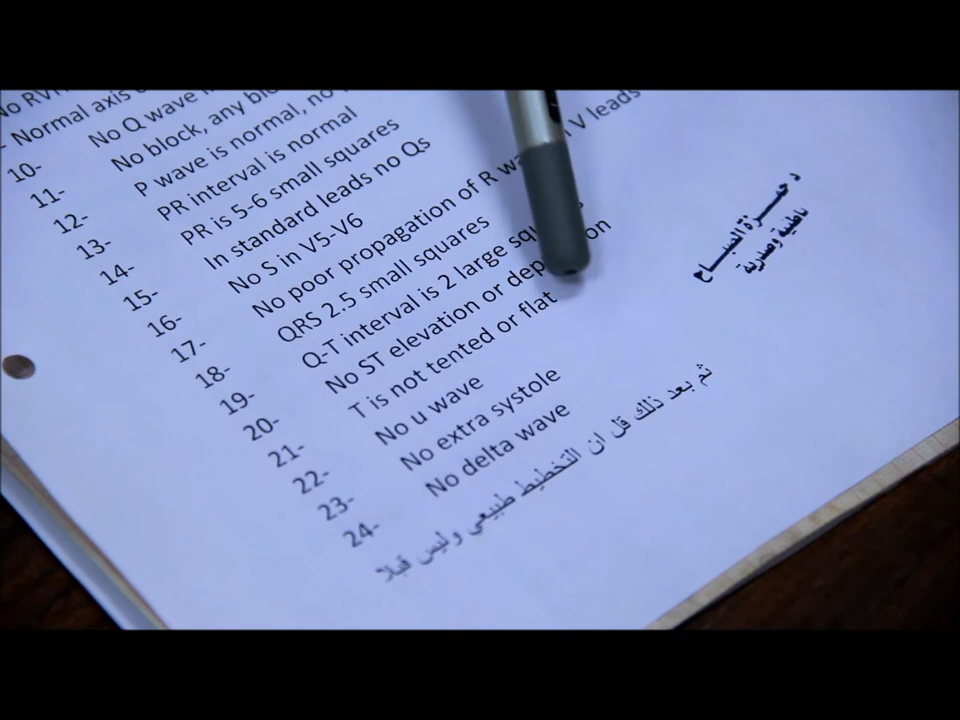 No RVH
- Normal axis
10- No Q wave
11- No block, any
12- P wave is normal, no
13- PR interval is normal
14- PR is 5-6 small squares
15- In standard leads no Qs
16- No S in V5-V6
17- No poor propagation of R V leads
18- QRS 2.5 small squares
19- Q-T interval is 2 large
20- No ST elevation or
21- T is not tented or flat
22- No u wave
23- No extra systole
24- No delta wave
ثم بعد ذلك قل ان التخطيط طبيعي وليس قبلا
د حمزة الصباح
باطنية وصدرية